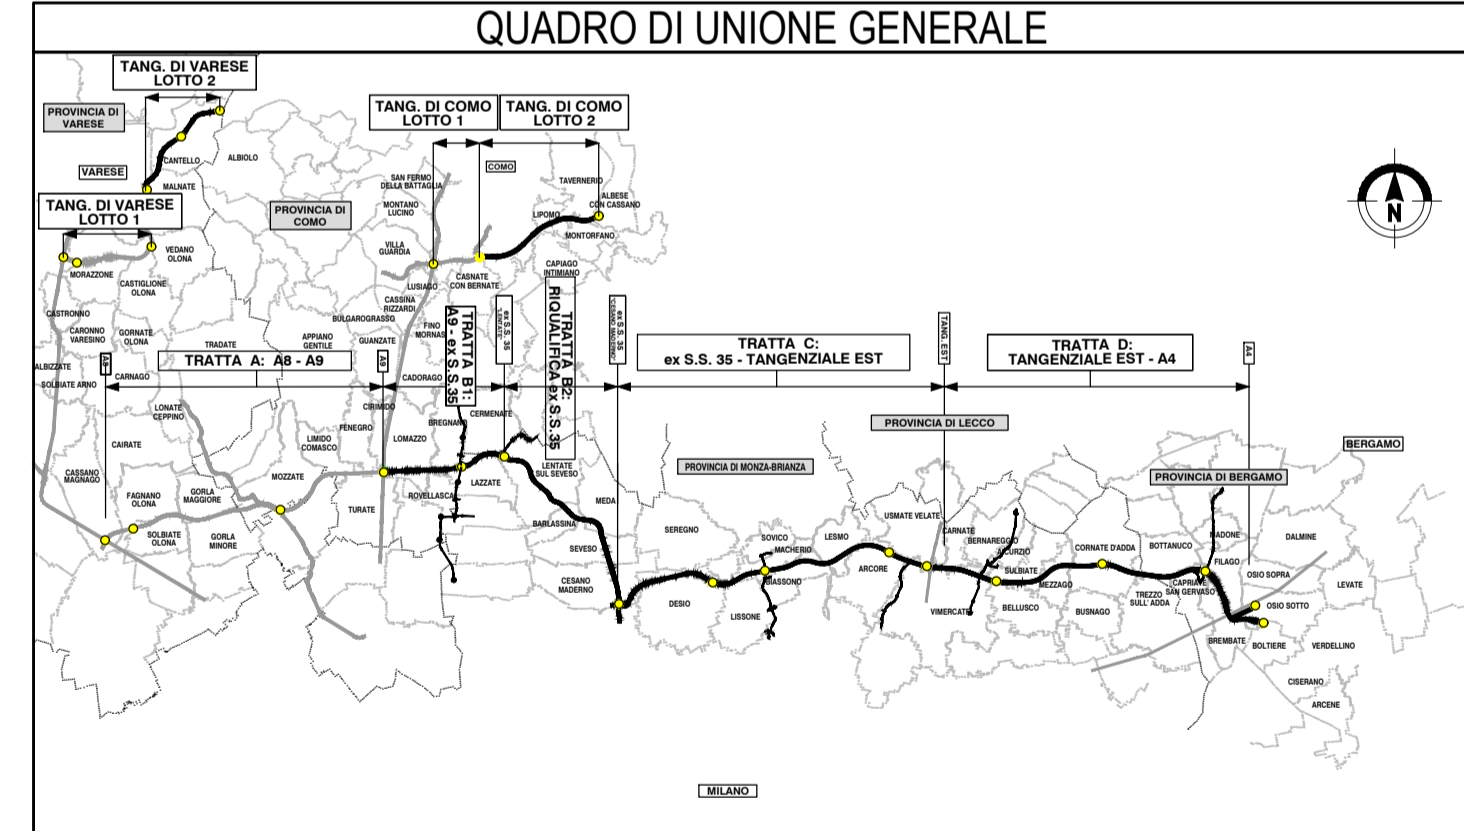 QUADRO DI UNIONE GENERALE
TANG. DI VARESE
LOTTO 2
PROVINCIA DI
VARESE
VARESE
CANTELLO
ALBIOLO
MALNATE
TANG. DI VARESE
LOTTO 1
PROVINCIA DI
COMO
VEDANO
OLONA
MORAZZONE
CASTIGLIONE
OLONA
TANG. DI COMO
LOTTO 1
TANG. DI COMO
LOTTO 2
COMO
SAN FERMO
DELLA BATTAGLIA
TAVERNERIO
MONTANO
LUCINO
ALBESE
CON CASSANO
LIPOMO
MONTORFANO
VILLA
GUARDIA
CAPIAGO
INTIMIANO
LUSIAGO
CASNATE
CON BERNATE
CASSINA
RIZZARDI
BULGAROGRASSO
FINO
MORNAS
GUANZATE
APPIANO
GENTILE
TRADATE
CASTRONNO
CARONNO
VARESINO
GORNATE
OLONA
ALBIZZATE
SOLBIATE ARNO
CARNAGO
A8
TRATTA A: A8 - A9
A9
TRATTA B1:
A9 - ex S.S.35
ex S.S. 35
"LENTATE"
TRATTA B2:
RIQUALIFICA ex S.S.35
ex S.S. 35
"CESANO MADERNO"
TRATTA C:
ex S.S. 35 - TANGENZIALE EST
TANG. EST
TRATTA D:
TANGENZIALE EST - A4
A4
N
CADORAGO
CIRIMIDO
LONATE
CEPPINO
FENEGRO
BREGNAN
CERMENATE
LOMAZZO
LIMIDO
COMASCO
CAIRATE
CASSANO
MAGNAGO
MOZZATE
LENTATE
SUL SEVESO
LAZZATE
ROVELLASCA
FAGNANO
OLONA
GORLA
MAGGIORE
TURATE
SOLBIATE
OLONA
GORLA
MINORE
MEDA
BARLASSINA
SEVESO
CESANO
MADERNO
PROVINCIA DI LECCO
PROVINCIA DI MONZA-BRIANZA
PROVINCIA DI BERGAMO
BERGAMO
SEREGNO
SOVICO
MACHERIO
LESMO
USMATE VELATE
CARNATE
BERNAREGGIO
AICURZIO
SULBIATE
CORNATE D'ADDA
BOTTANUCO
MADONE
DALMINE
FILAGO
OSIO SOPRA
ARCORE
BIASSONO
DESIO
LISSONE
VIMERCATE
BELLUSCO
MEZZAGO
BUSNAGO
TREZZO
SULL' ADDA
CAPRIATE
SAN GERVASO
LEVATE
OSIO SOTTO
BREMBATE
BOLTIERE
VERDELLINO
CISERANO
ARCENE
MILANO